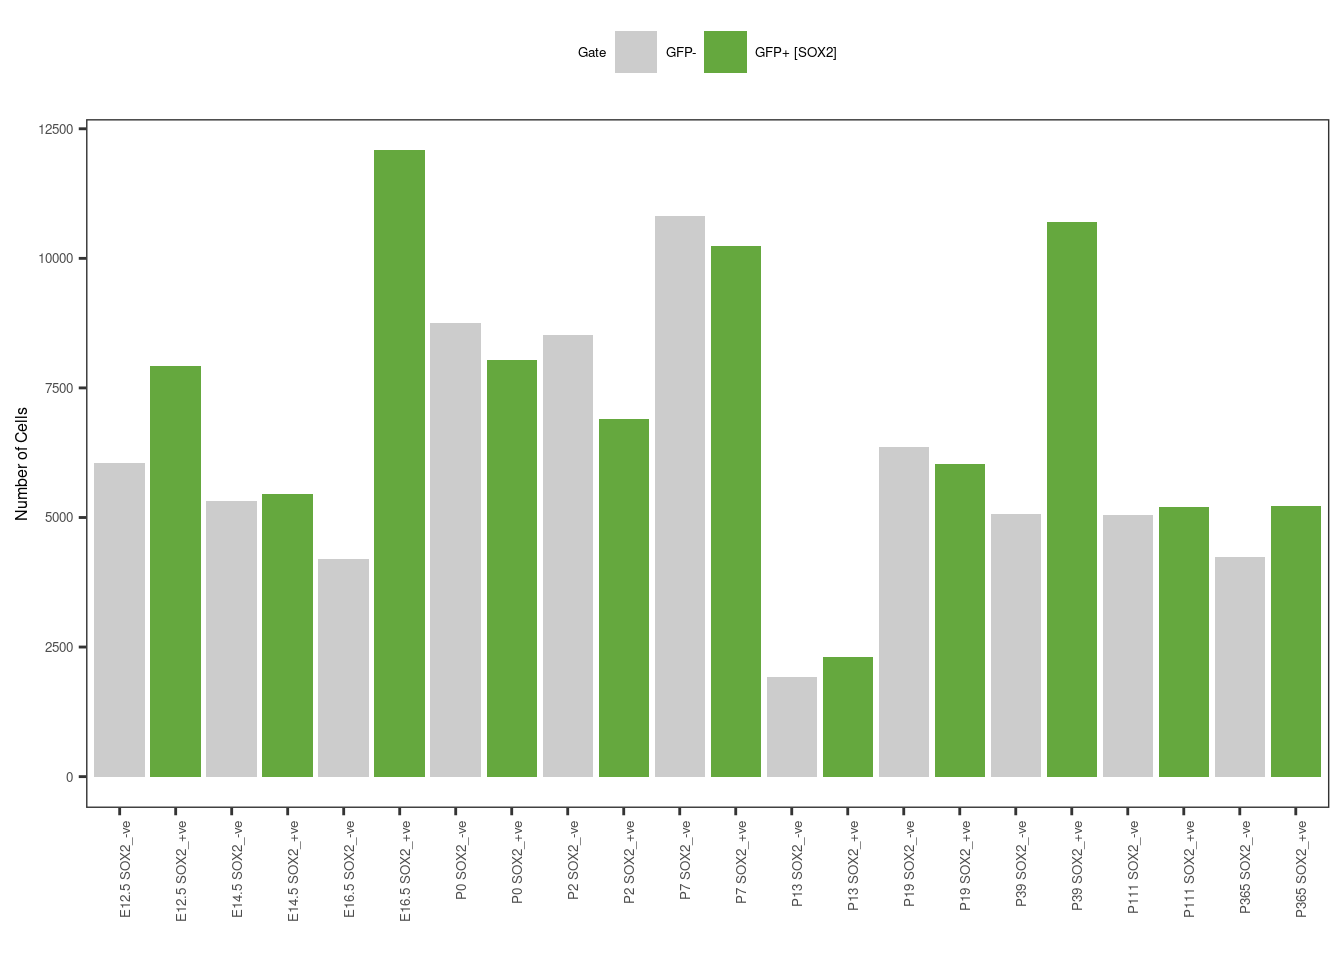 Gate GFP- GFP+ [SOX2]
12500
10000
7500
5000
2500
0
Number of Cells
E12.5 SOX2_-ve
E12.5 SOX2_+ve
E14.5 SOX2_-ve
E14.5 SOX2_+ve
E16.5 SOX2_-ve
E16.5 SOX2_+ve
P0 SOX2_-ve
P0 SOX2_+ve
P2 SOX2_-ve
P2 SOX2_+ve
P7 SOX2_-ve
P7 SOX2_+ve
P13 SOX2_-ve
P13 SOX2_+ve
P19 SOX2_-ve
P19 SOX2_+ve
P39 SOX2_-ve
P39 SOX2_+ve
P111 SOX2_-ve
P111 SOX2_+ve
P365 SOX2_-ve
P365 SOX2_+ve